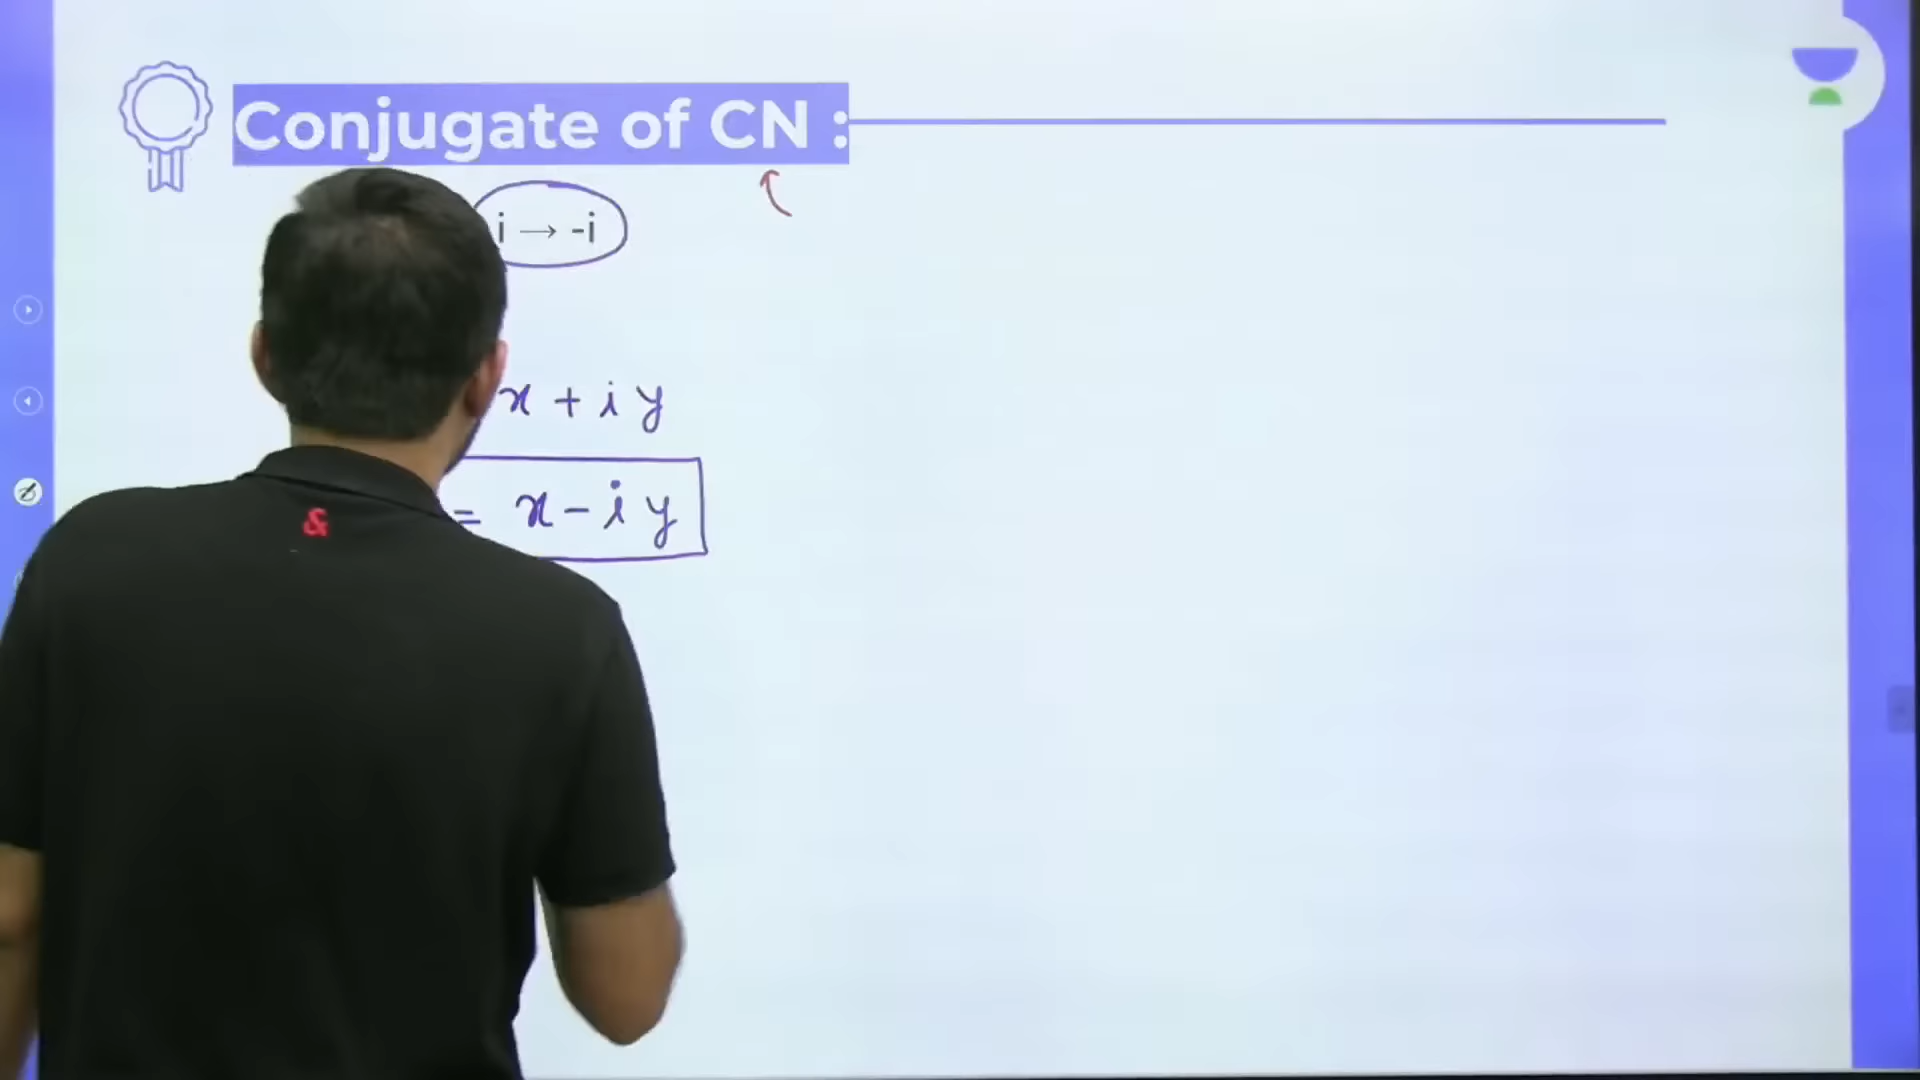 Conjugate of CN :
i → -i
x + i y
= x - i y
&